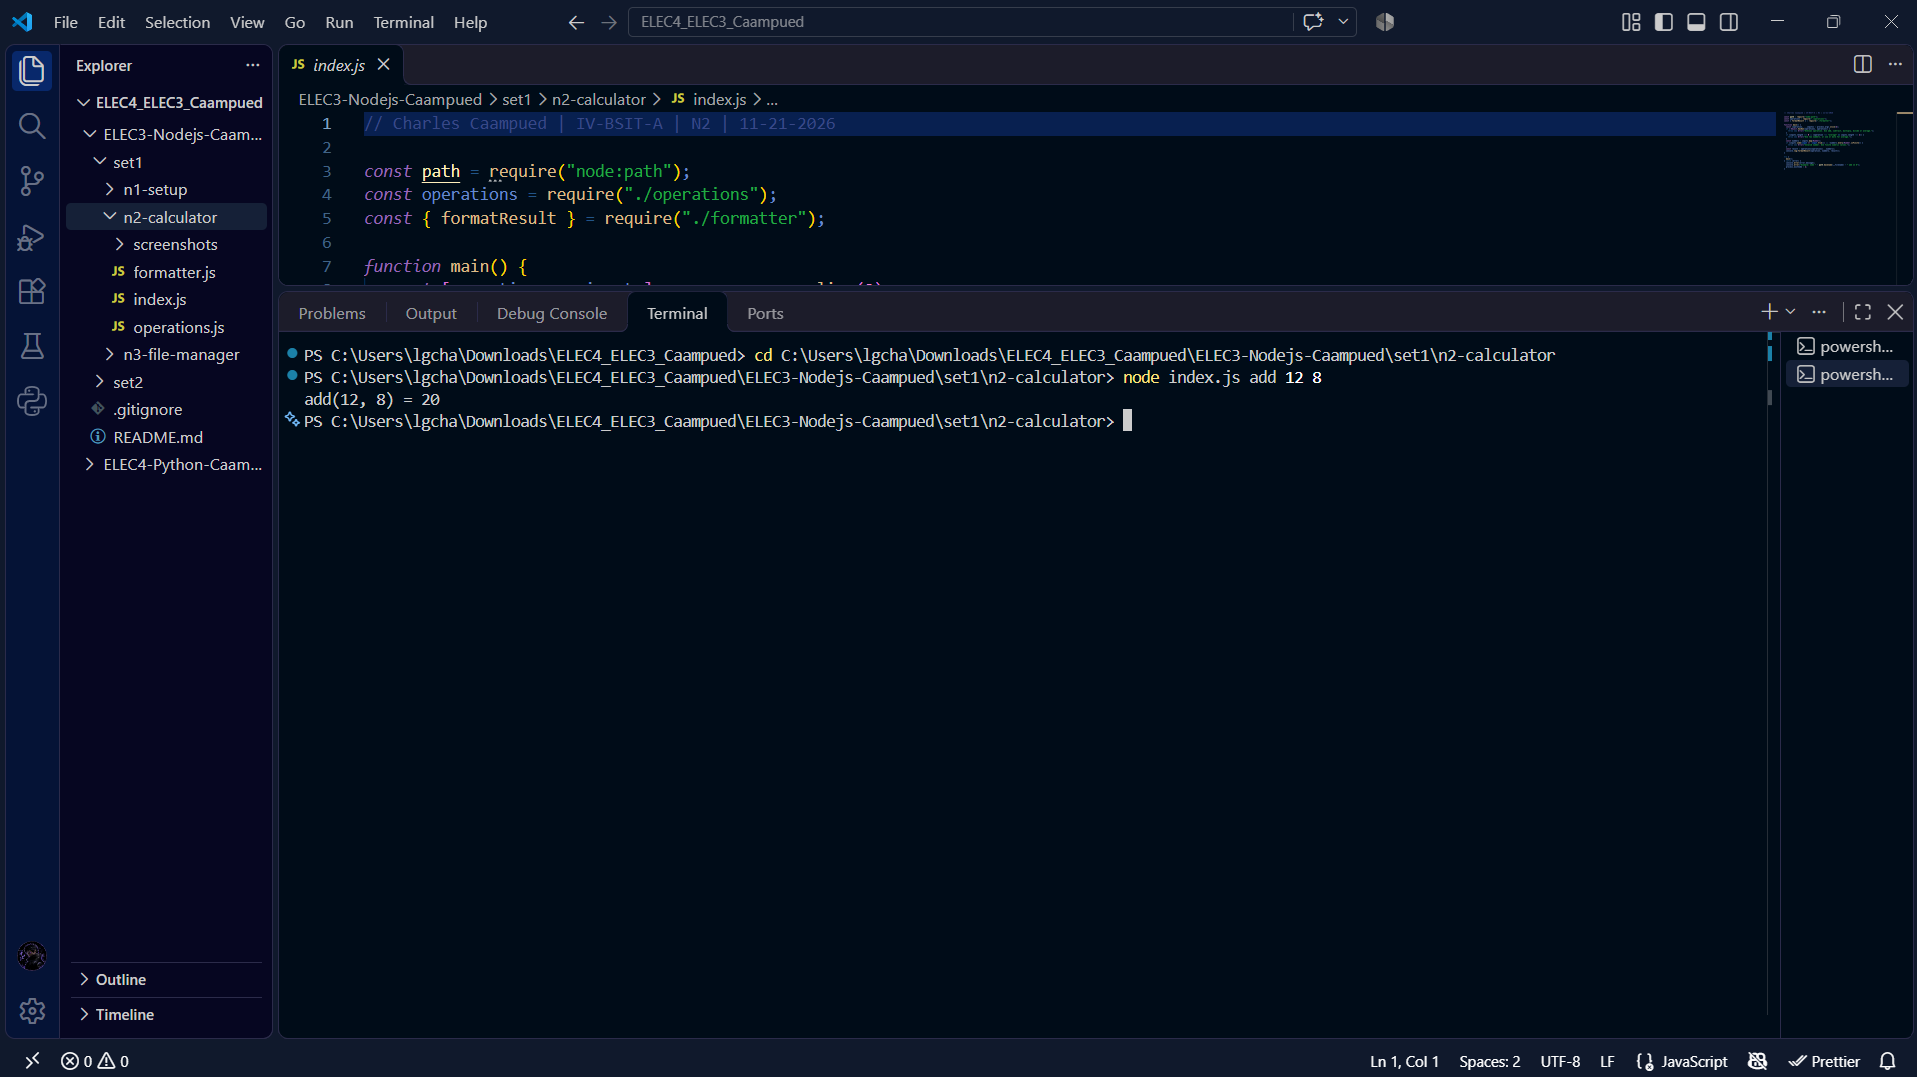 File Edit Selection View Go Run Terminal Help
ELEC4_ELEC3_Caampued
Explorer
ELEC4_ELEC3_Caampued
ELEC3-Nodejs-Caam...
set1
n1-setup
n2-calculator
screenshots
JS formatter.js
JS index.js
JS operations.js
n3-file-manager
set2
.gitignore
README.md
ELEC4-Python-Caam...
Outline
Timeline
JS index.js
ELEC3-Nodejs-Caampued > set1 > n2-calculator > JS index.js > ...
1 // Charles Caampued | IV-BSIT-A | N2 | 11-21-2026
2
3 const path = require("node:path");
4 const operations = require("./operations");
5 const { formatResult } = require("./formatter");
6
7 function main() {
Problems Output Debug Console Terminal Ports
PS C:\Users\lgcha\Downloads\ELEC4_ELEC3_Caampued> cd C:\Users\lgcha\Downloads\ELEC4_ELEC3_Caampued\ELEC3-Nodejs-Caampued\set1\n2-calculator
PS C:\Users\lgcha\Downloads\ELEC4_ELEC3_Caampued\ELEC3-Nodejs-Caampued\set1\n2-calculator> node index.js add 12 8
add(12, 8) = 20
PS C:\Users\lgcha\Downloads\ELEC4_ELEC3_Caampued\ELEC3-Nodejs-Caampued\set1\n2-calculator>
powersh...
powersh...
0 0
Ln 1, Col 1 Spaces: 2 UTF-8 LF {} JavaScript Prettier